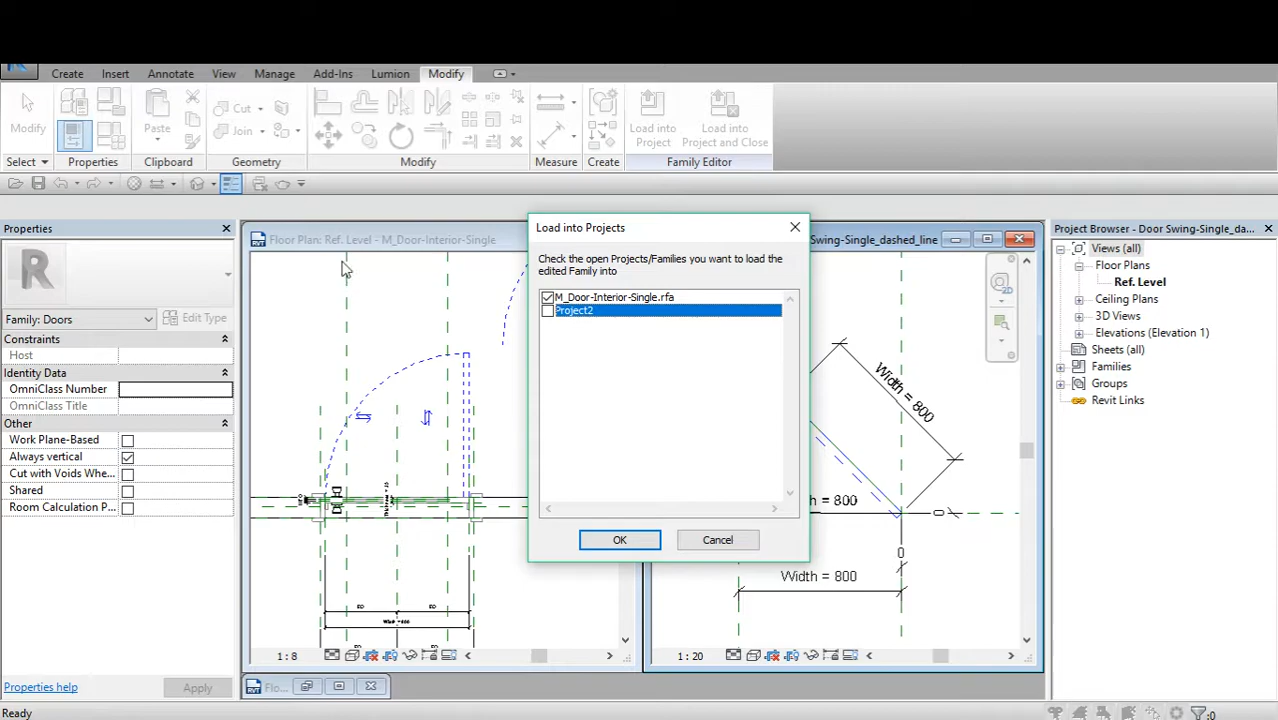 Create Insert Annotate View Manage Add-Ins Lumion Modify
Modify
Paste
Cut
Join
Load into
Project
Load into
Project and Close
Select Properties Clipboard Geometry Modify Measure Create Family Editor
Properties
R
Family: Doors
Edit Type
Constraints
Host
Identity Data
OmniClass Number
OmniClass Title
Other
Work Plane-Based
Always vertical
Cut with Voids Whe...
Shared
Room Calculation P...
Properties help
Apply
Ready
Floor Plan: Ref. Level - M_Door-Interior-Single
1 : 8
Flo...
Load into Projects
Check the open Projects/Families you want to load the
edited Family into
M_Door-Interior-Single.rfa
Project2
OK
Cancel
Swing-Single_dashed_line
Width = 800
th = 800
0
0
Width = 800
1 : 20
Project Browser - Door Swing-Single_da...
Views (all)
Floor Plans
Ref. Level
Ceiling Plans
3D Views
Elevations (Elevation 1)
Sheets (all)
Families
Groups
Revit Links
:0